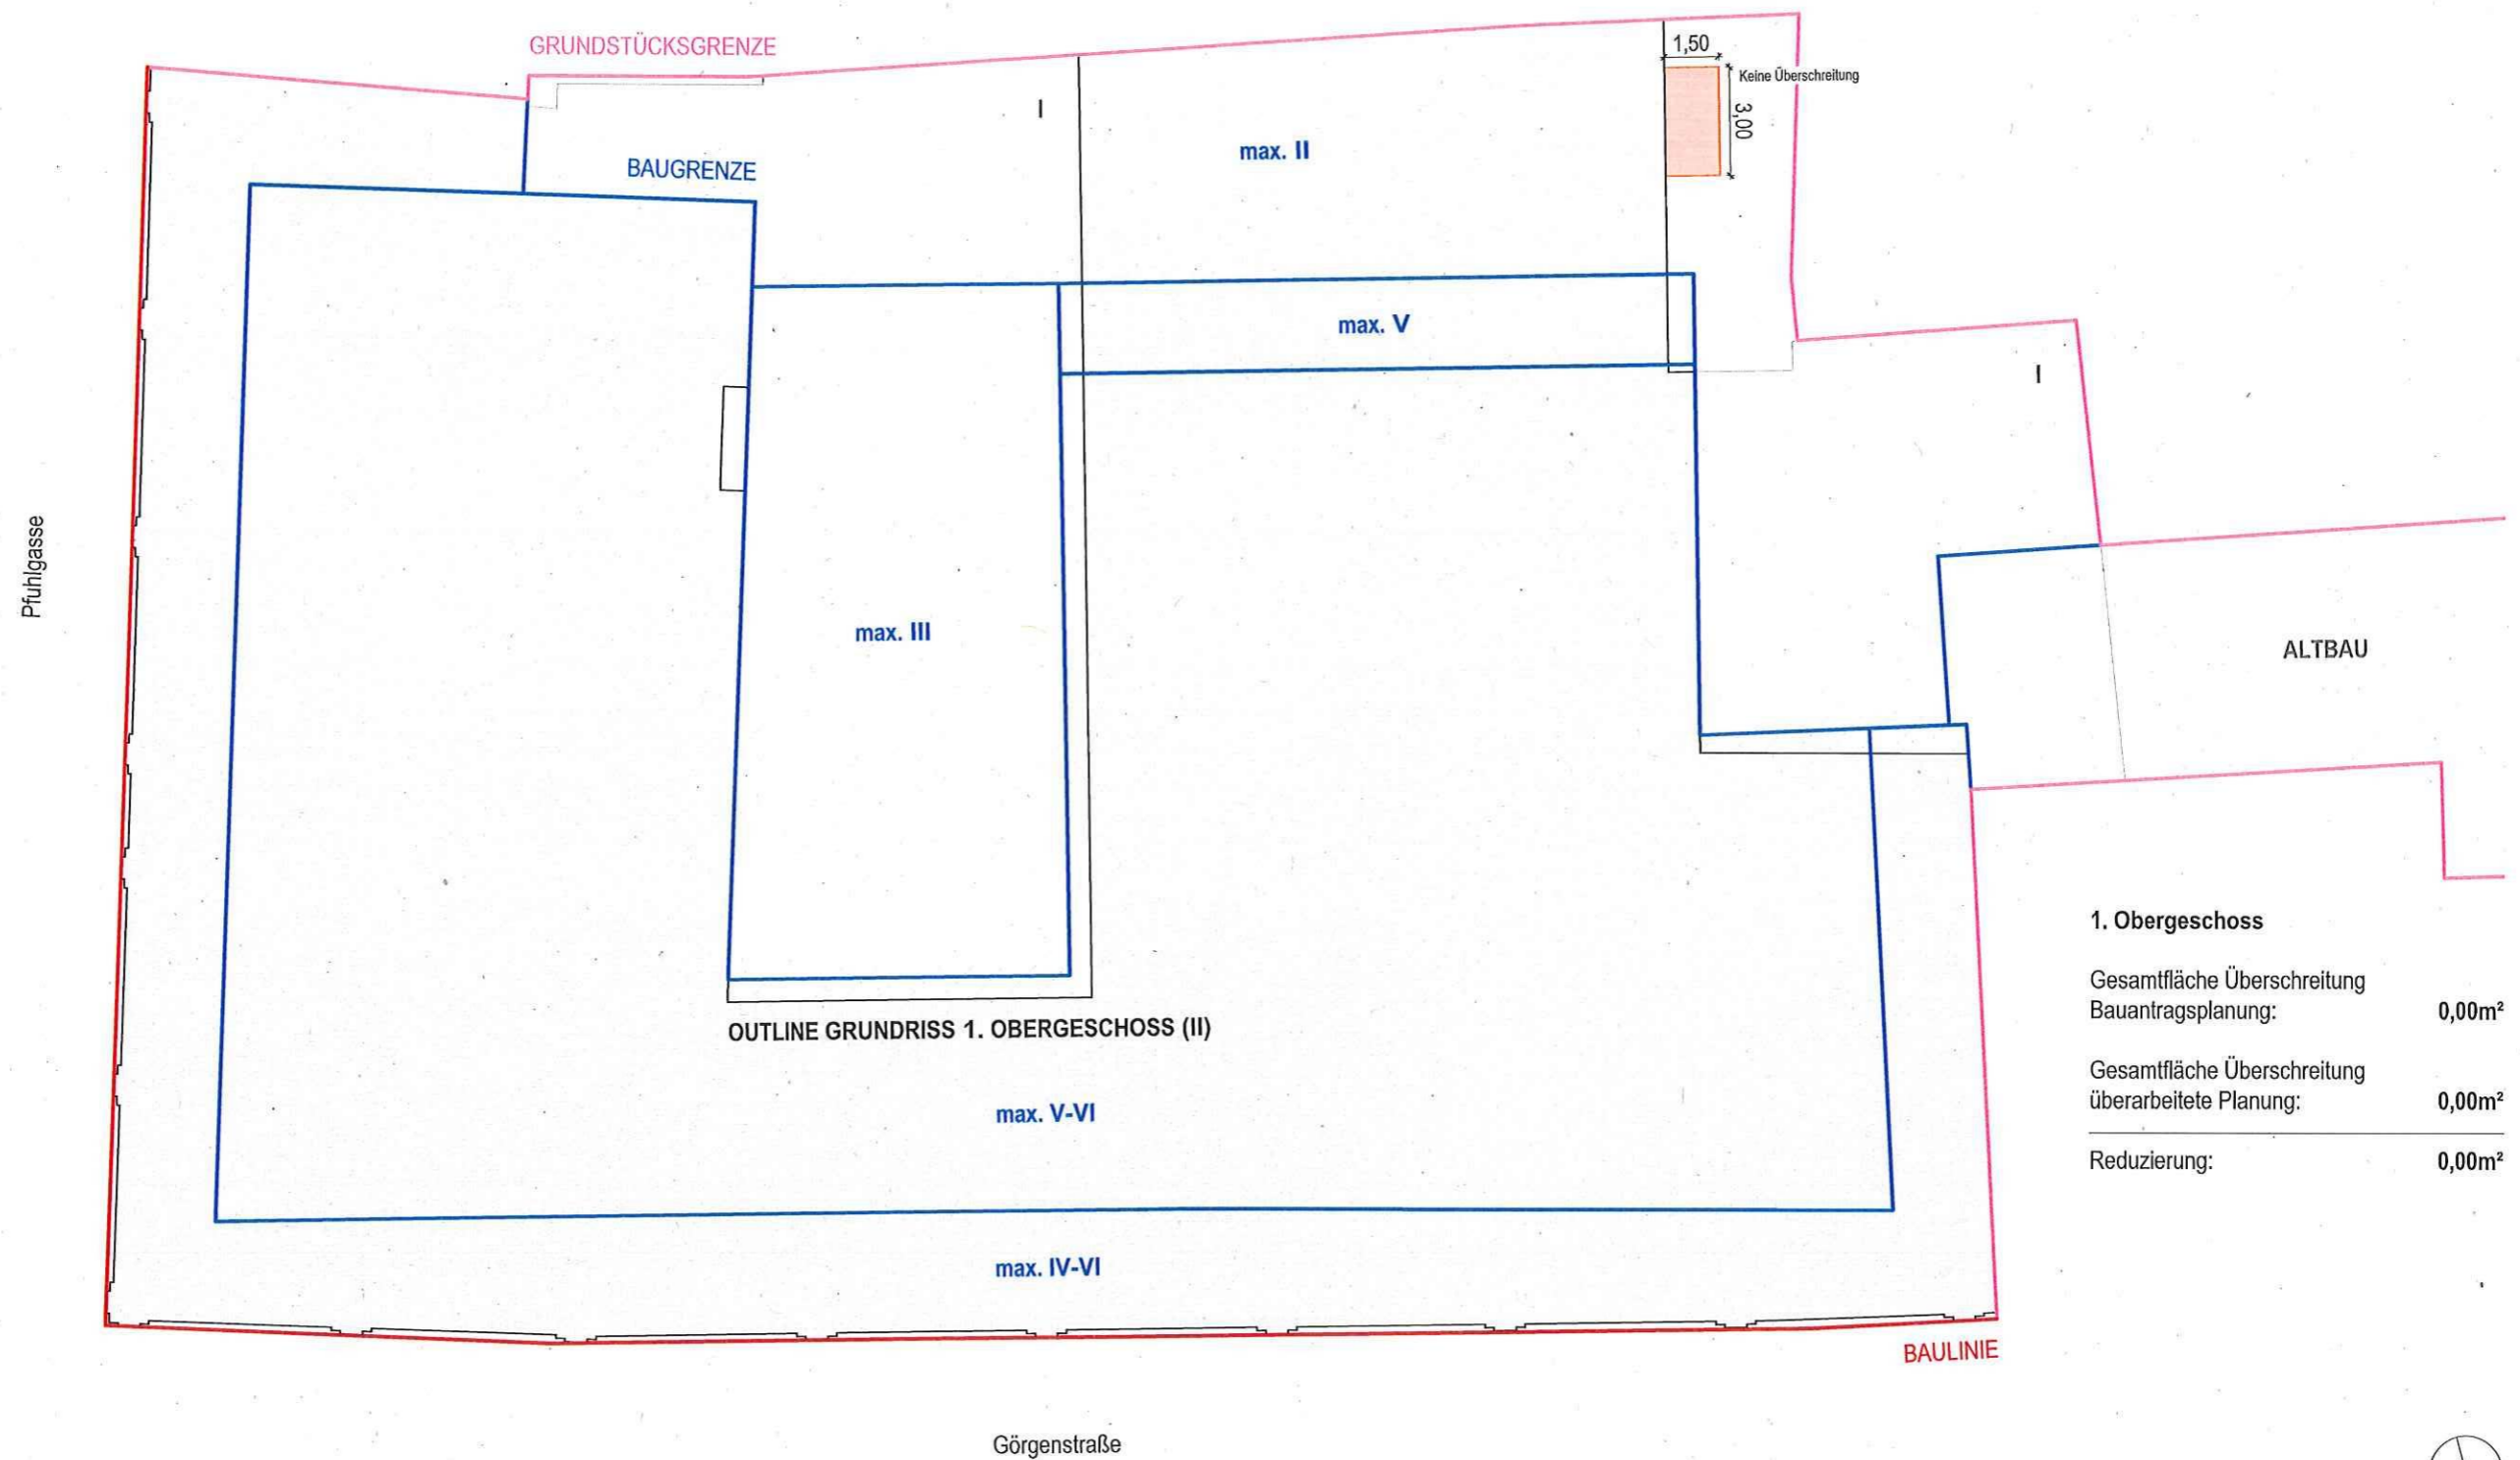 GRUNDSTÜCKSGRENZE
1,50
Keine Überschreitung
3,00
I
max. II
BAUGRENZE
max. V
I
Pfuhlgasse
max. III
ALTBAU
1. Obergeschoss
Gesamtfläche Überschreitung
Bauantragsplanung: 0,00m²
OUTLINE GRUNDRISS 1. OBERGESCHOSS (II)
Gesamtfläche Überschreitung
überarbeitete Planung: 0,00m²
max. V-VI
Reduzierung: 0,00m²
max. IV-VI
BAULINIE
Görgenstraße